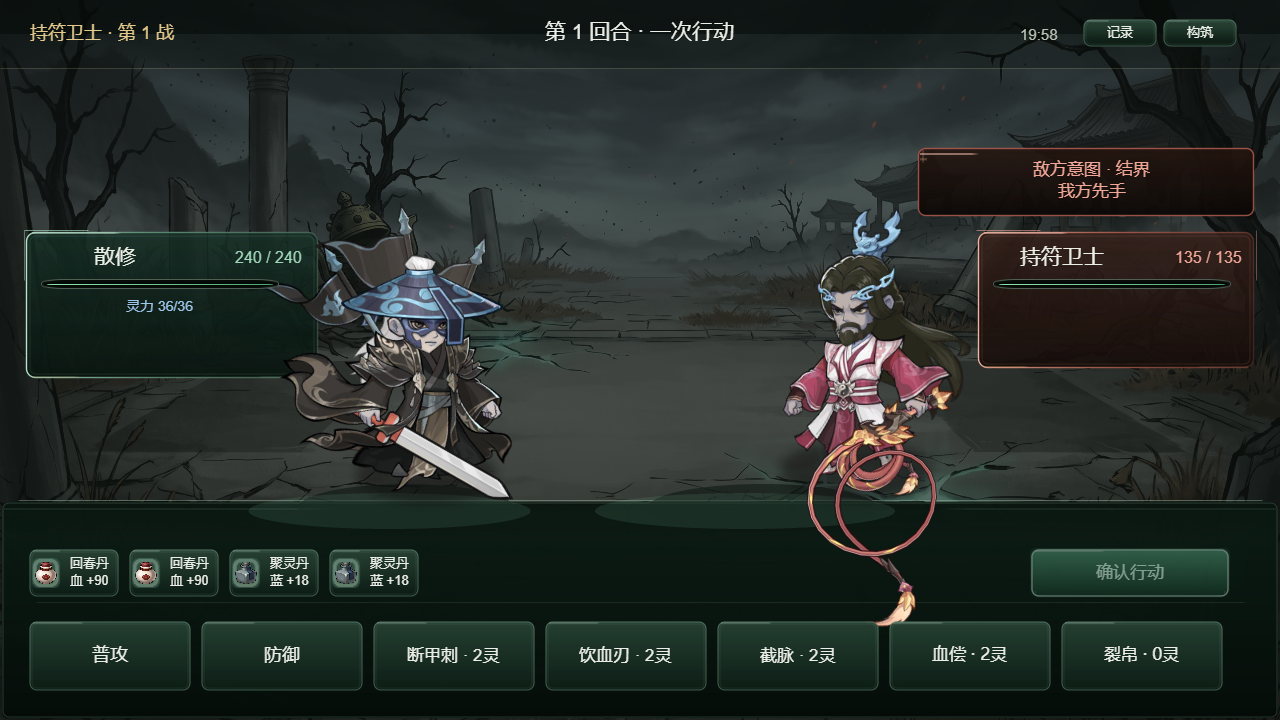 持符卫士 · 第 1 战
第 1 回合 · 一次行动
19:58
记录
构筑
敌方意图 · 结界
我方先手
散修
240 / 240
灵力 36/36
持符卫士
135 / 135
回春丹
血 +90
回春丹
血 +90
聚灵丹
蓝 +18
聚灵丹
蓝 +18
确认行动
普攻
防御
断甲刺 · 2灵
饮血刃 · 2灵
截脉 · 2灵
血偿 · 2灵
裂帛 · 0灵